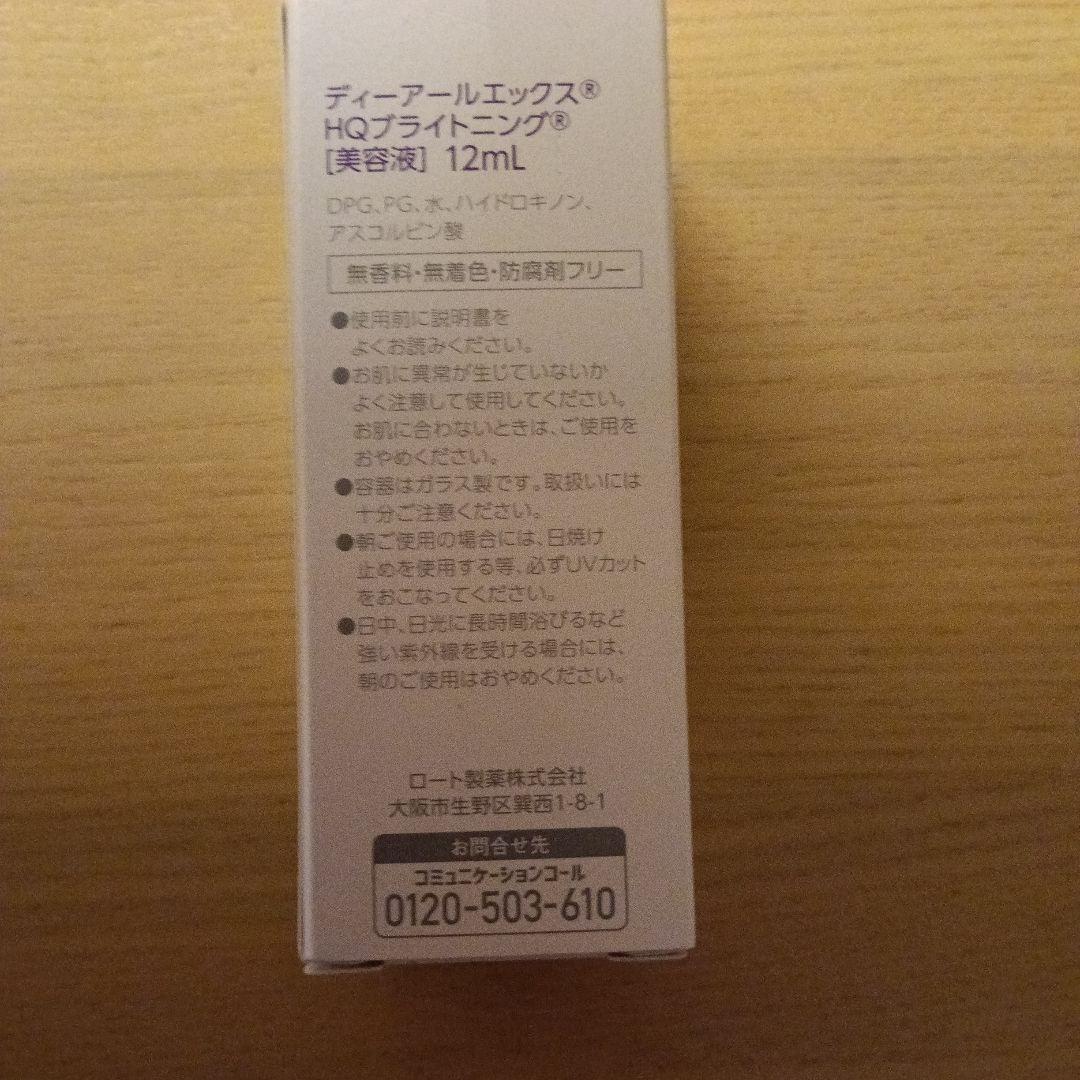 ディーアールエックス®
HQブライトニング®
[美容液] 12mL
DPG、PG、水、ハイドロキノン、
アスコルビン酸
無香料・無着色・防腐剤フリー
●使用前に説明書を
よくお読みください。
●お肌に異常が生じていないか
よく注意して使用してください。
お肌に合わないときは、ご使用を
おやめください。
●容器はガラス製です。取扱いには
十分ご注意ください。
●朝ご使用の場合には、日焼け
止めを使用する等、必ずUVカット
をおこなってください。
●日中、日光に長時間浴びるなど
強い紫外線を受ける場合には、
朝のご使用はおやめください。
ロート製薬株式会社
大阪市生野区巽西1-8-1
お問合せ先
コミュニケーションコール
0120-503-610